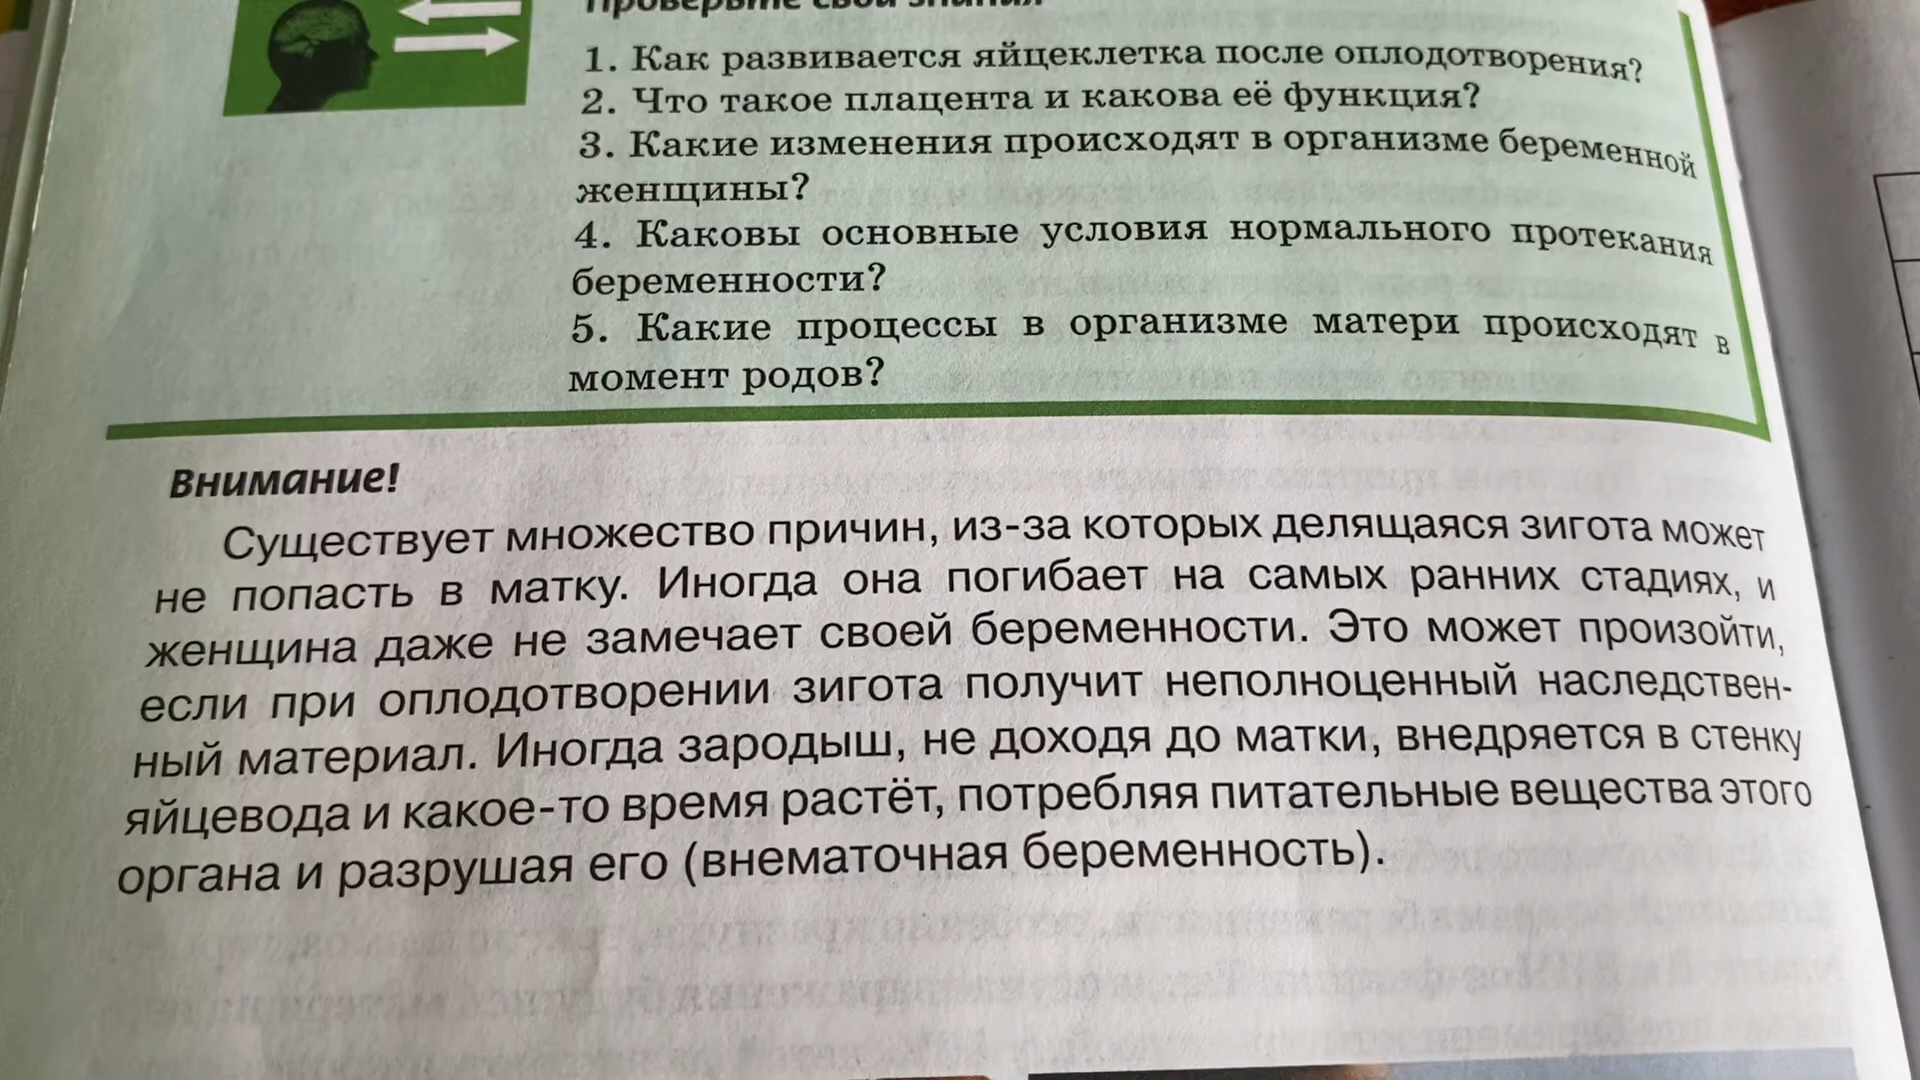 Проверьте свои знания
1. Как развивается яйцеклетка после оплодотворения?
2. Что такое плацента и какова её функция?
3. Какие изменения происходят в организме беременной
женщины?
4. Каковы основные условия нормального протекания
беременности?
5. Какие процессы в организме матери происходят в
момент родов?
Внимание!
Существует множество причин, из-за которых делящаяся зигота может
не попасть в матку. Иногда она погибает на самых ранних стадиях, и
женщина даже не замечает своей беременности. Это может произойти,
если при оплодотворении зигота получит неполноценный наследствен-
ный материал. Иногда зародыш, не доходя до матки, внедряется в стенку
яйцевода и какое-то время растёт, потребляя питательные вещества этого
органа и разрушая его (внематочная беременность).